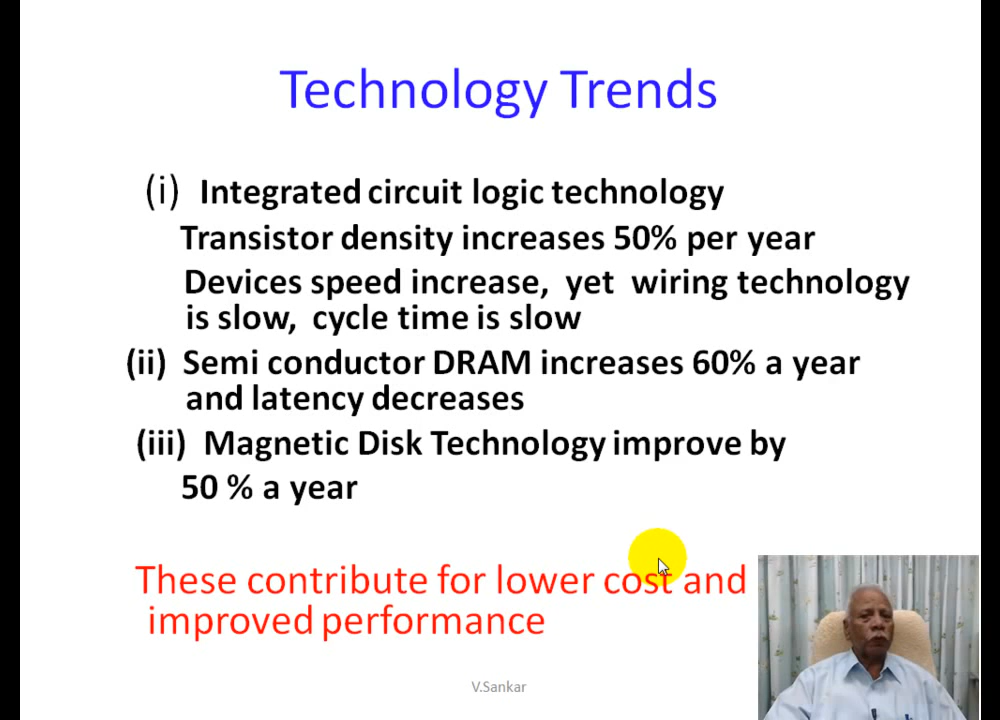 Technology Trends
(i) Integrated circuit logic technology
Transistor density increases 50% per year
Devices speed increase, yet wiring technology
is slow, cycle time is slow
(ii) Semi conductor DRAM increases 60% a year
and latency decreases
(iii) Magnetic Disk Technology improve by
50 % a year
These contribute for lower cost and
improved performance
V.Sankar